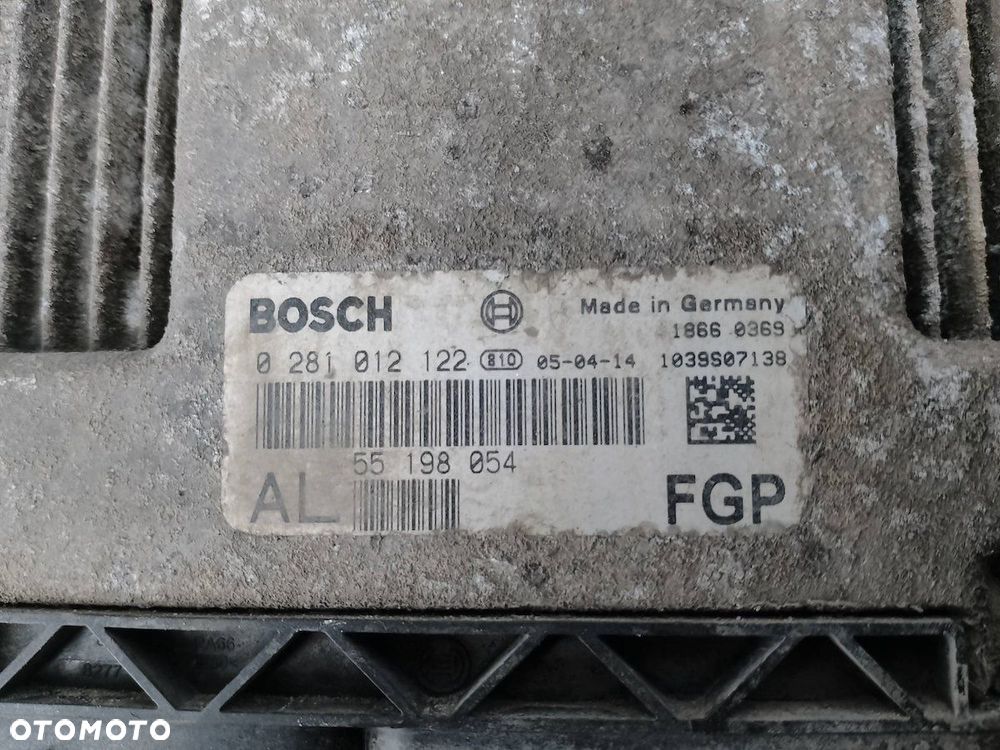 BOSCH Made in Germany
1866 0369
0 281 012 122 810 05-04-14 1039S07138
55 198 054
AL FGP
OTOMOTO